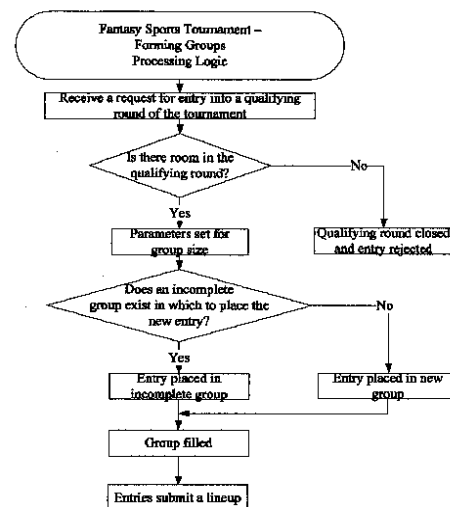 Fantasy Sports Tournament –
Forming Groups
Processing Logic
Receive a request for entry into a qualifying
round of the tournament
Is there room in the
qualifying round?
No
Yes
Parameters set for
group size
Qualifying round closed
and entry rejected
Does an incomplete
group exist in which to place the
new entry?
No
Yes
Entry placed in
incomplete group
Entry placed in new
group
Group filled
Entries submit a lineup